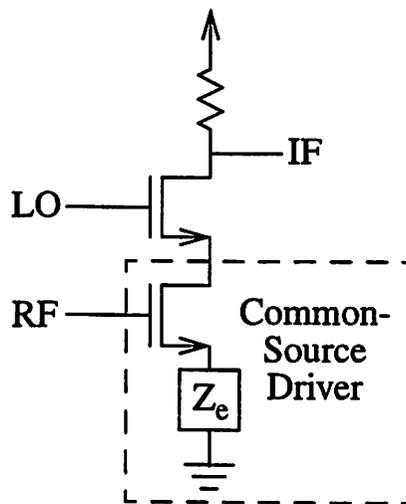 IF
LO
RF
Common-
Source
Driver
Ze